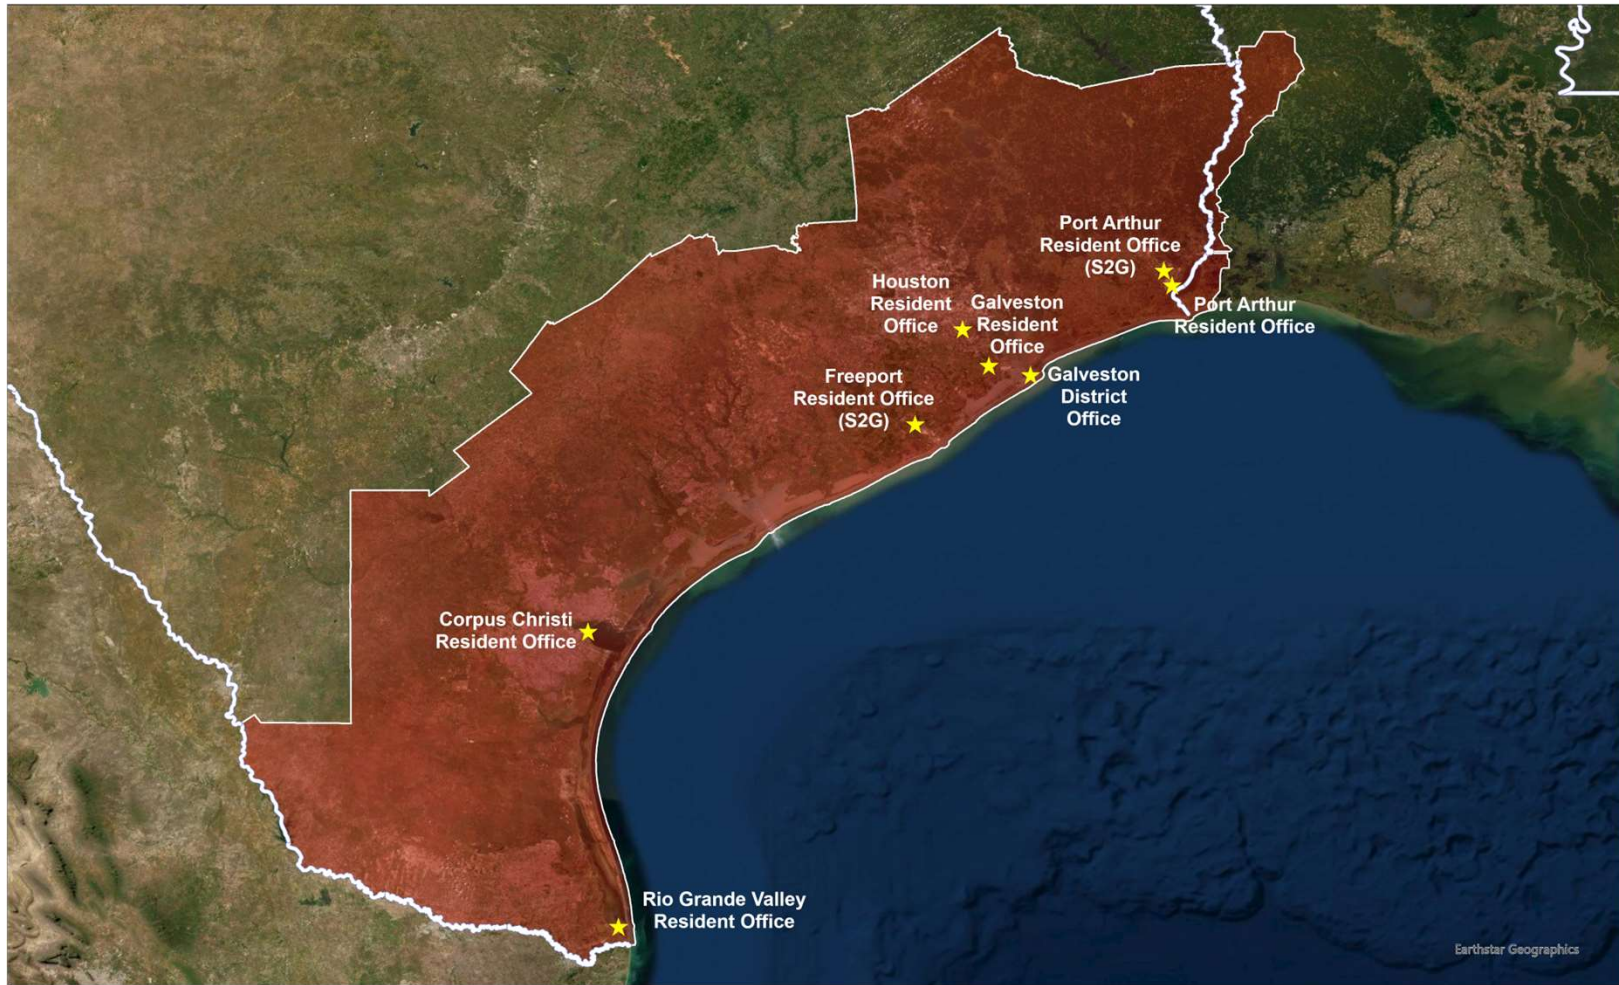 Port Arthur
Resident Office
(S2G)
Port Arthur
Resident Office
Houston
Resident
Office
Galveston
Resident
Office
Galveston
District
Office
Freeport
Resident Office
(S2G)
Corpus Christi
Resident Office
Rio Grande Valley
Resident Office
Earthstar Geographics